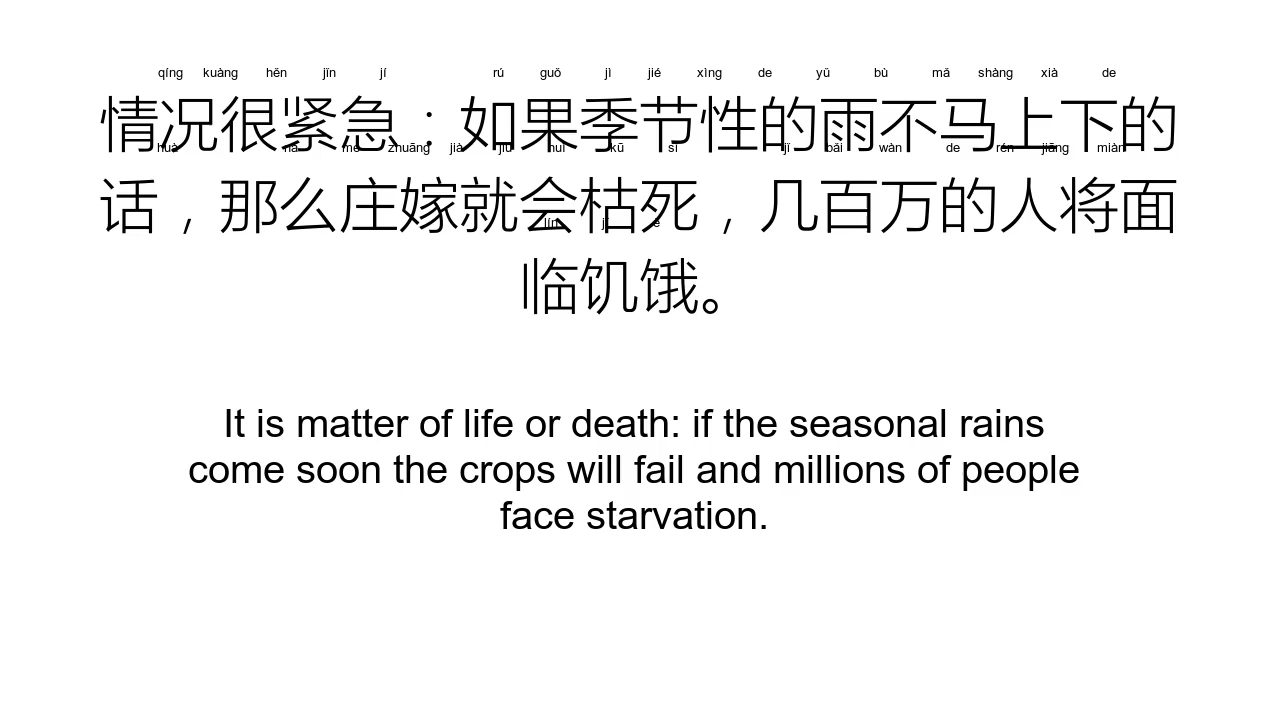 qíng kuàng hěn jǐn jí rú guǒ jì jié xìng de yǔ bù mǎ shàng xià de
情况很紧急：如果季节性的雨不马上下的
huà nà me zhuāng jià jiù huì kū sǐ jǐ bǎi wàn de rén jiāng miàn
话，那么庄嫁就会枯死，几百万的人将面
lín jī è
临饥饿。
It is matter of life or death: if the seasonal rains
come soon the crops will fail and millions of people
face starvation.